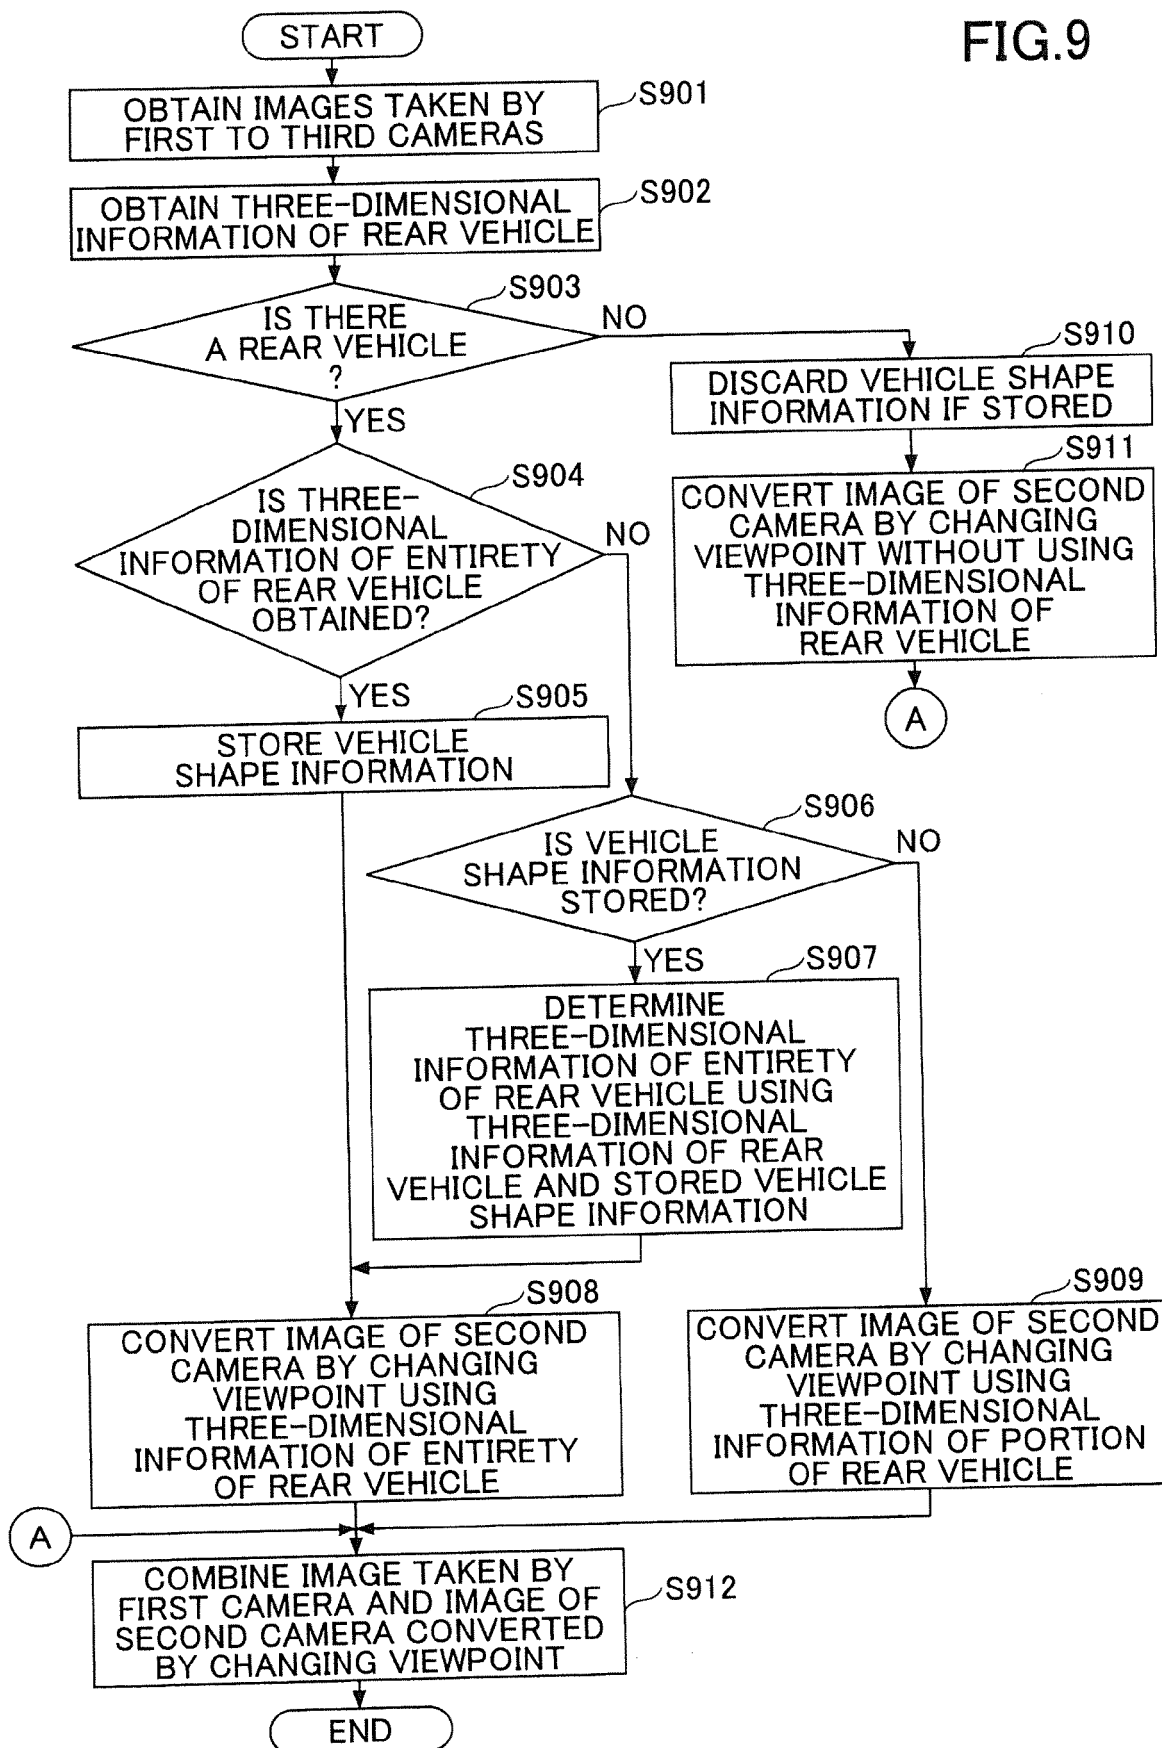 FIG.9
START
OBTAIN IMAGES TAKEN BY
FIRST TO THIRD CAMERAS
S901
OBTAIN THREE-DIMENSIONAL
INFORMATION OF REAR VEHICLE
S902
IS THERE
A REAR VEHICLE
?
S903
NO
YES
DISCARD VEHICLE SHAPE
INFORMATION IF STORED
S910
CONVERT IMAGE OF SECOND
CAMERA BY CHANGING
VIEWPOINT WITHOUT USING
THREE-DIMENSIONAL
INFORMATION OF
REAR VEHICLE
S911
A
IS THREE-
DIMENSIONAL
INFORMATION OF ENTIRETY
OF REAR VEHICLE
OBTAINED?
S904
NO
YES
STORE VEHICLE
SHAPE INFORMATION
S905
IS VEHICLE
SHAPE INFORMATION
STORED?
S906
NO
YES
DETERMINE
THREE-DIMENSIONAL
INFORMATION OF ENTIRETY
OF REAR VEHICLE USING
THREE-DIMENSIONAL
INFORMATION OF REAR
VEHICLE AND STORED VEHICLE
SHAPE INFORMATION
S907
CONVERT IMAGE OF SECOND
CAMERA BY CHANGING
VIEWPOINT USING
THREE-DIMENSIONAL
INFORMATION OF ENTIRETY
OF REAR VEHICLE
S908
CONVERT IMAGE OF SECOND
CAMERA BY CHANGING
VIEWPOINT USING
THREE-DIMENSIONAL
INFORMATION OF PORTION
OF REAR VEHICLE
S909
A
COMBINE IMAGE TAKEN BY
FIRST CAMERA AND IMAGE OF
SECOND CAMERA CONVERTED
BY CHANGING VIEWPOINT
S912
END